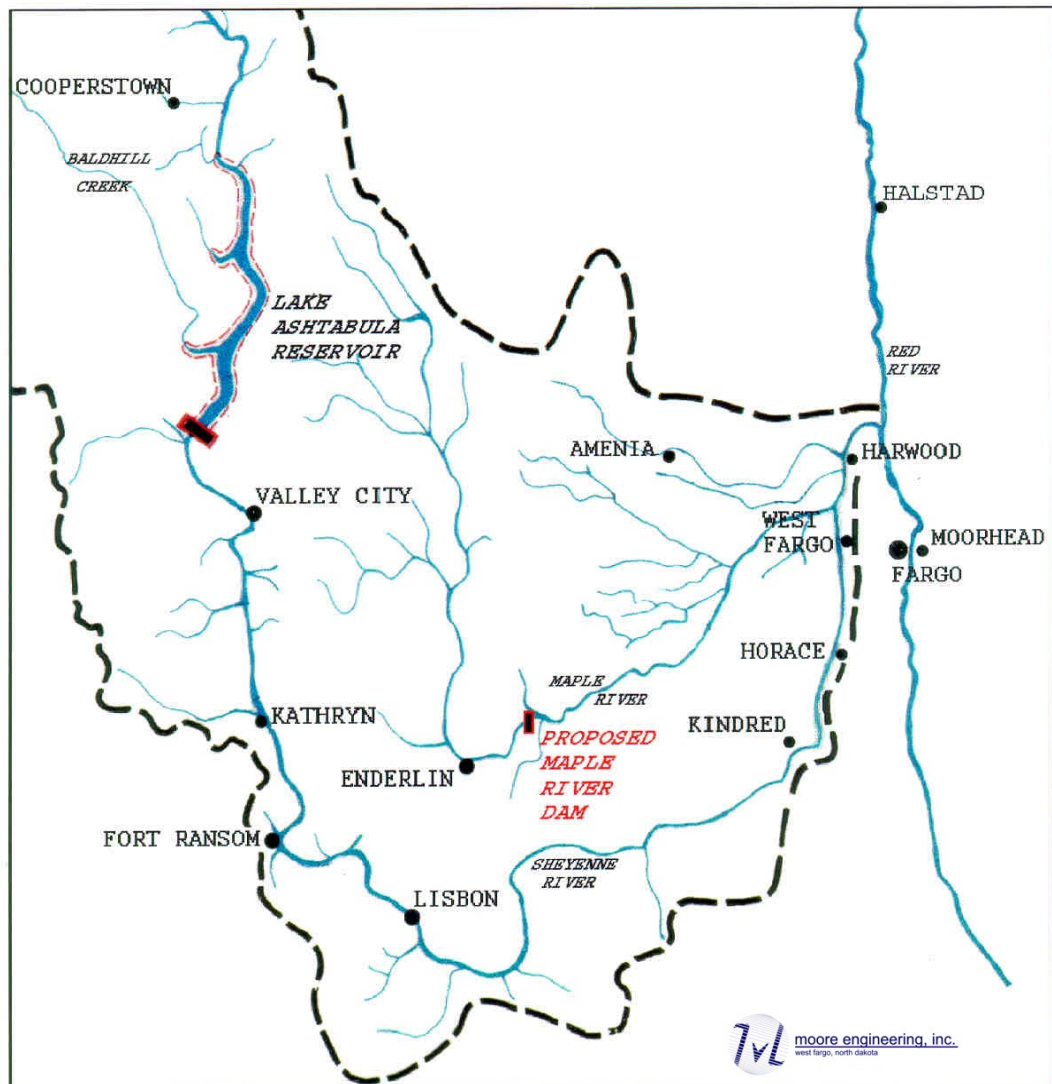 COOPERSTOWN
BALDHILL
CREEK
HALSTAD
LAKE
ASHTABULA
RESERVOIR
RED
RIVER
AMENIA
HARWOOD
VALLEY CITY
WEST
FARGO
MOORHEAD
FARGO
HORACE
MAPLE
RIVER
KATHRYN
KINDRED
PROPOSED
MAPLE
RIVER
DAM
ENDERLIN
FORT RANSOM
SHEYENNE
RIVER
LISBON
moore engineering, inc.
west fargo, north dakota